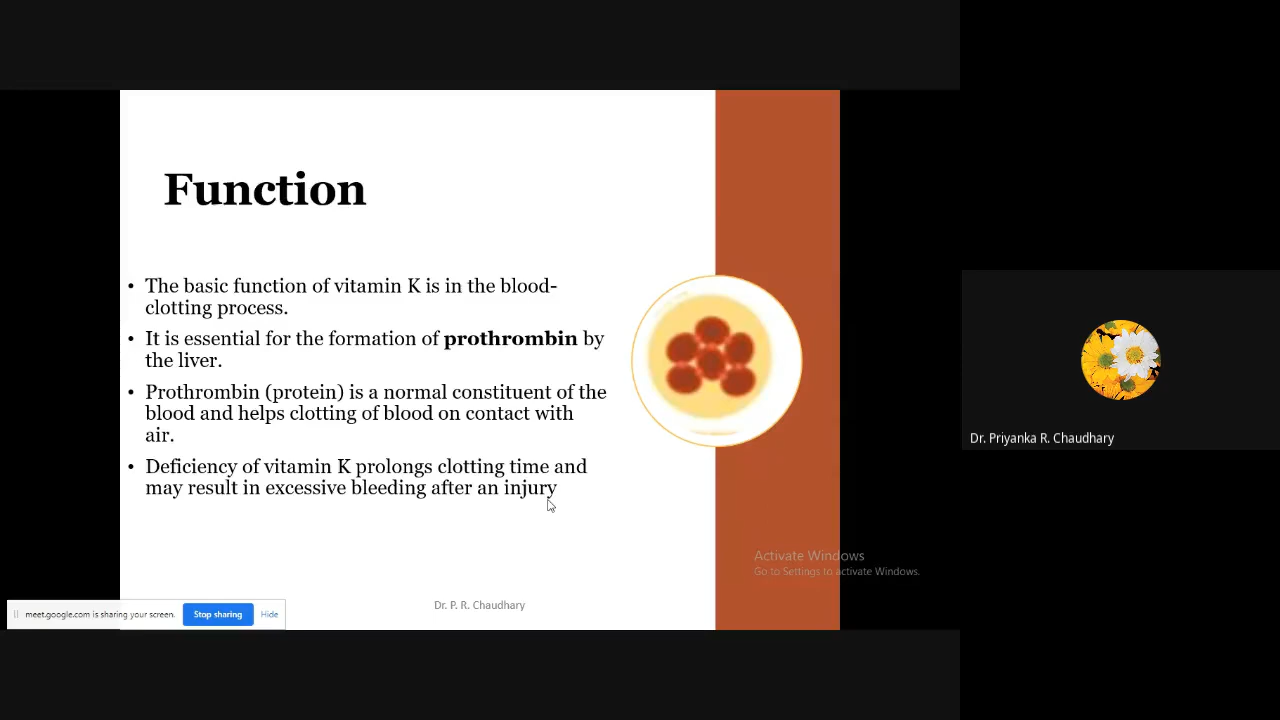 Function
• The basic function of vitamin K is in the blood-
clotting process.
• It is essential for the formation of prothrombin by
the liver.
• Prothrombin (protein) is a normal constituent of the
blood and helps clotting of blood on contact with
air.
• Deficiency of vitamin K prolongs clotting time and
may result in excessive bleeding after an injury
Dr. P. R. Chaudhary
Activate Windows
Go to Settings to activate Windows.
meet.google.com is sharing your screen.
Stop sharing
Hide
Dr. Priyanka R. Chaudhary